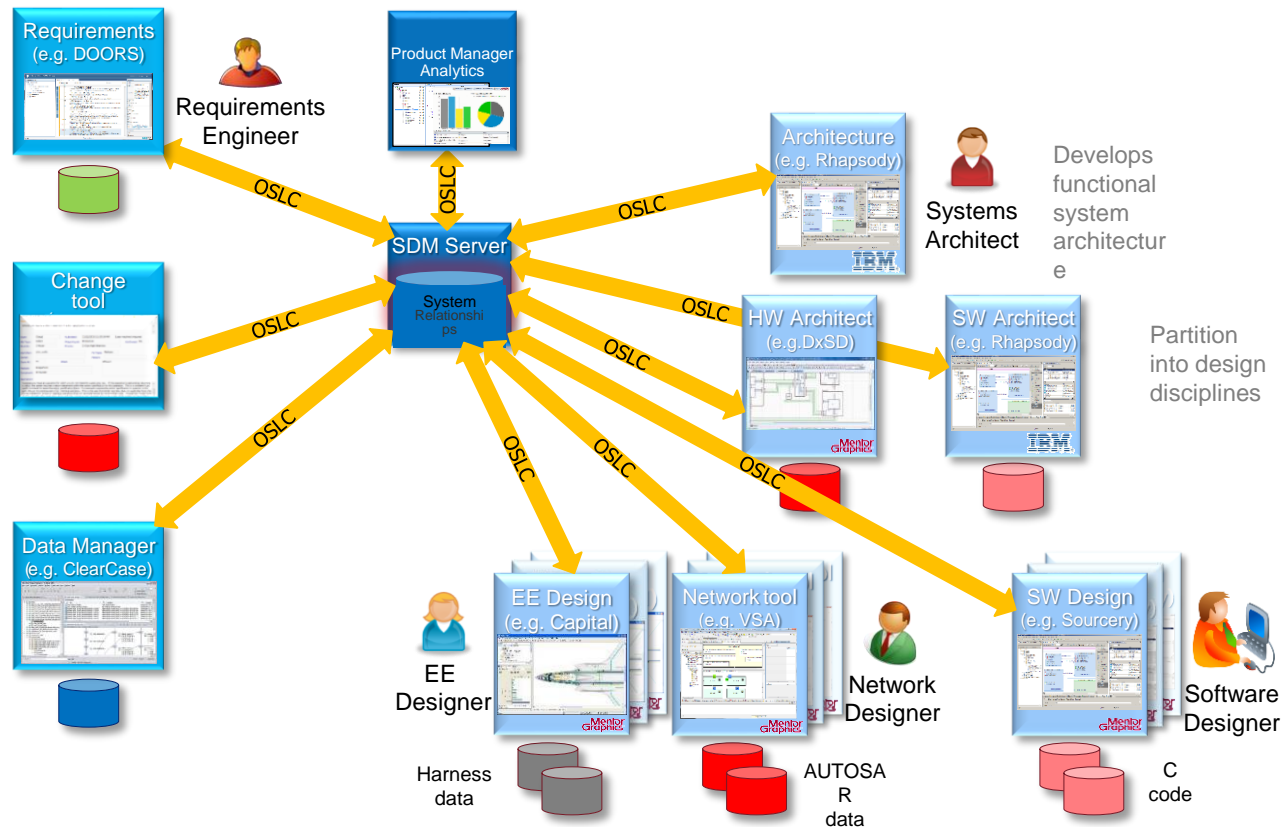 Requirements
(e.g. DOORS)
Requirements
Engineer
Product Manager
Analytics
Architecture
(e.g. Rhapsody)
IBM
Systems
Architect
Develops
functional
system
architectur
e
OSLC
OSLC
OSLC
SDM Server
System
Relationshi
ps
Change
tool
OSLC
OSLC
OSLC
HW Architect
(e.g.DxSD)
Mentor
Graphics
SW Architect
(e.g. Rhapsody)
IBM
Partition
into design
disciplines
OSLC
OSLC
OSLC
OSLC
Data Manager
(e.g. ClearCase)
EE
Designer
EE Design
(e.g. Capital)
Mentor
Graphics
Network tool
(e.g. VSA)
Mentor
Graphics
Network
Designer
SW Design
(e.g. Sourcery)
Mentor
Graphics
Software
Designer
Harness
data
AUTOSA
R
data
C
code